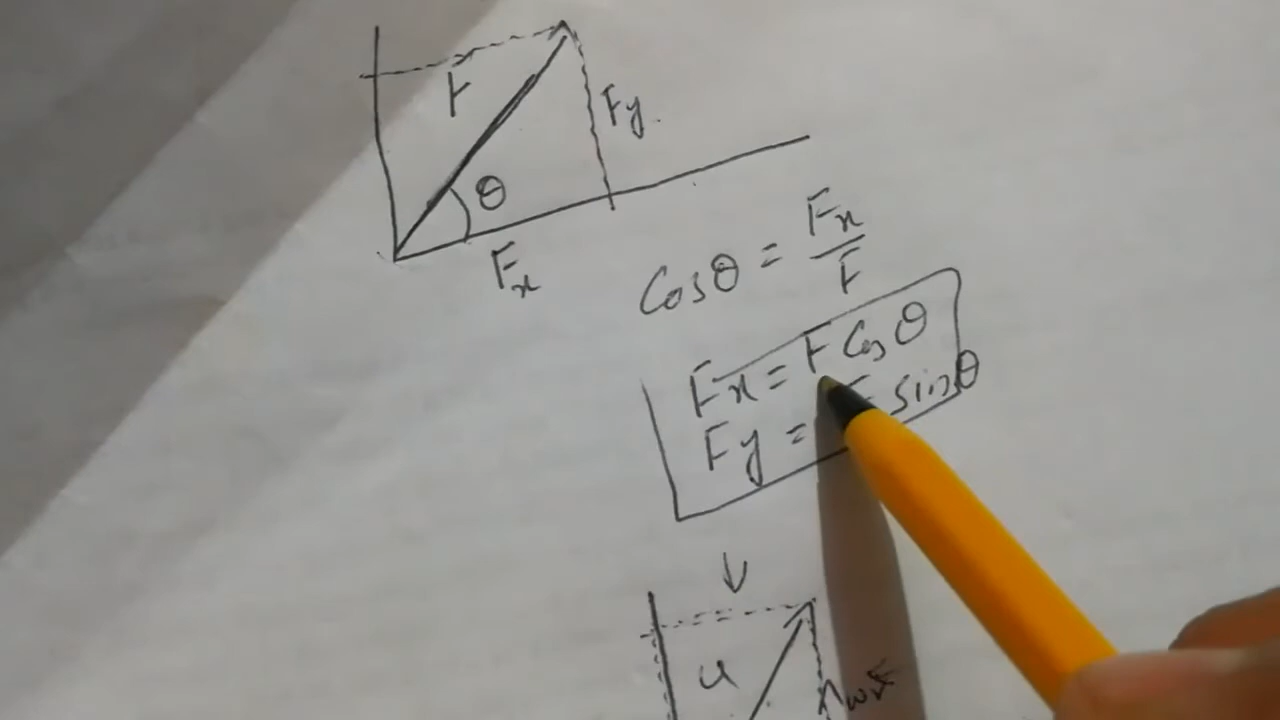 F
Fy
θ
Fx
Cosθ = Fx/F
Fx = F Cosθ
Fy = F sinθ
u